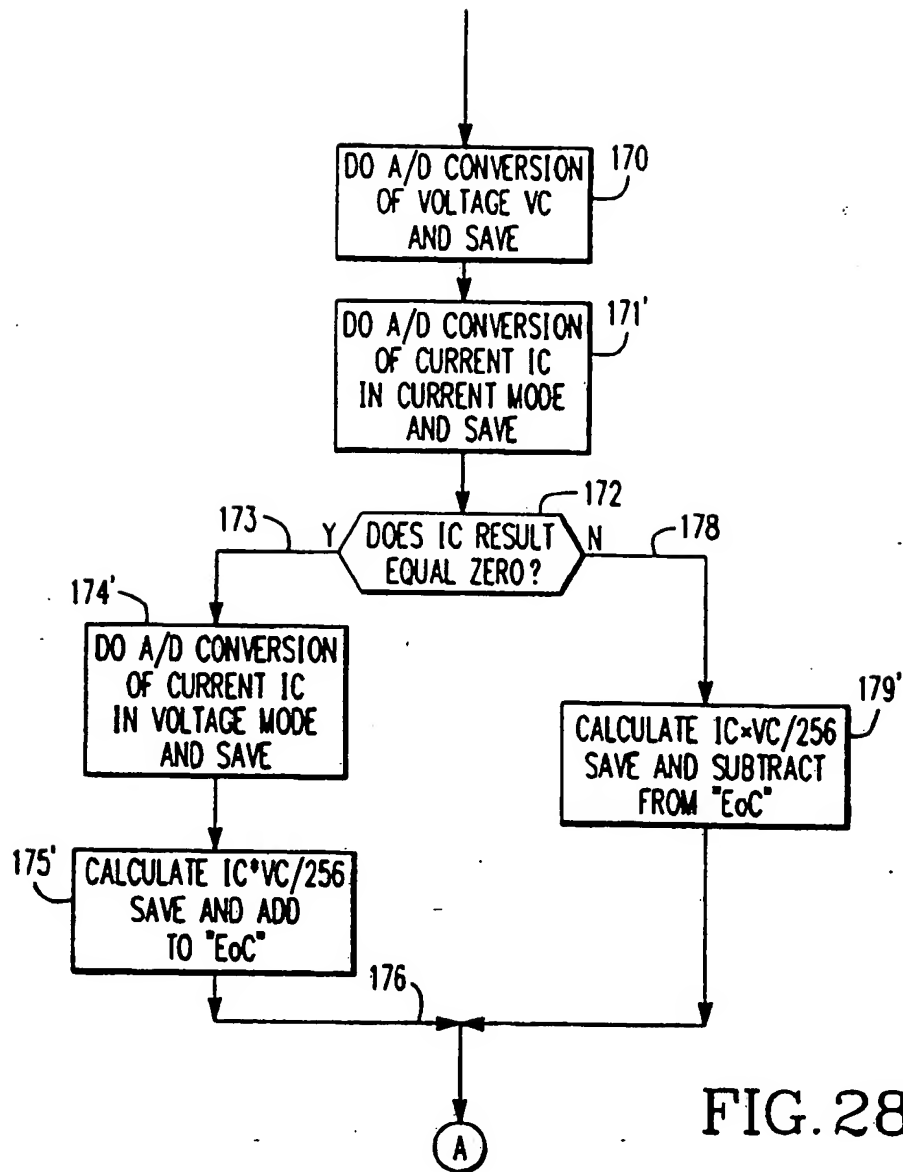 DO A/D CONVERSION
OF VOLTAGE VC
AND SAVE
170
DO A/D CONVERSION
OF CURRENT IC
IN CURRENT MODE
AND SAVE
171'
172
173
Y
DOES IC RESULT
EQUAL ZERO?
N
178
174'
DO A/D CONVERSION
OF CURRENT IC
IN VOLTAGE MODE
AND SAVE
CALCULATE IC×VC/256
SAVE AND SUBTRACT
FROM "EoC"
179'
175'
CALCULATE IC*VC/256
SAVE AND ADD
TO "EoC"
176
A
FIG. 28